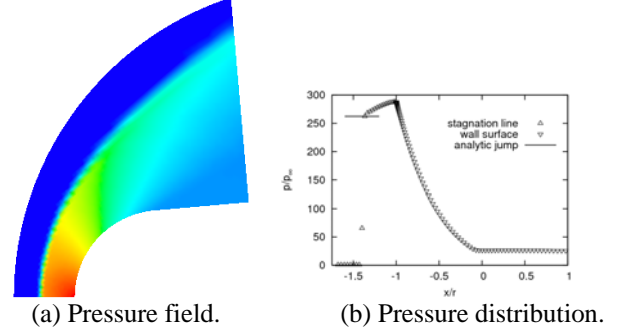 300
250
200
150
100
50
0
p/p∞
stagnation line
wall surface
analytic jump
-1.5 -1 -0.5 0 0.5 1
x/r
(a) Pressure field. (b) Pressure distribution.